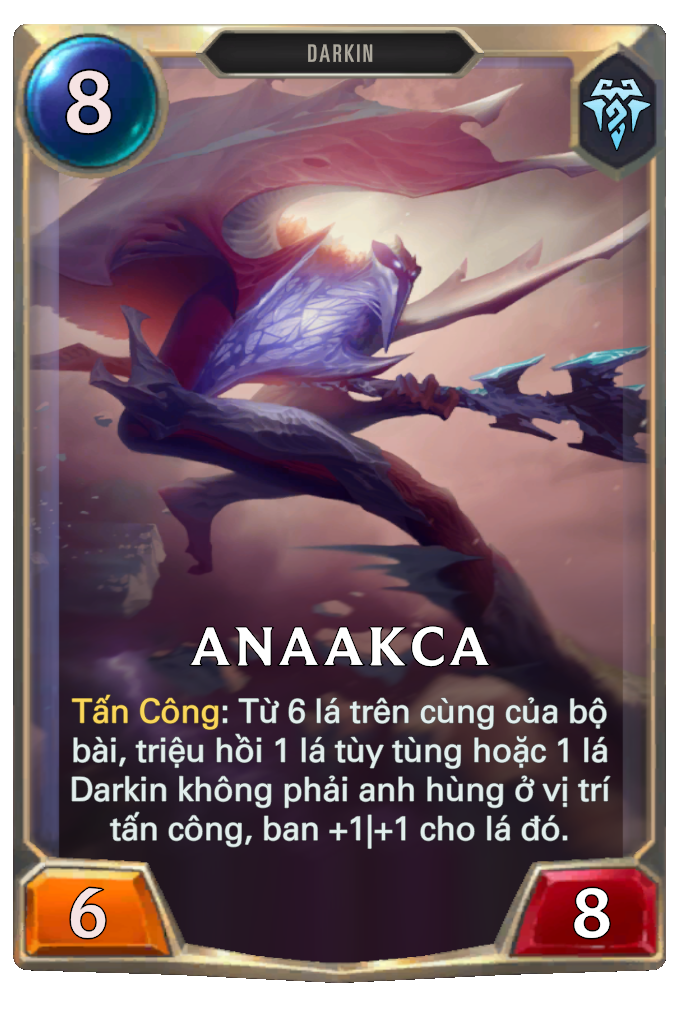 DARKIN
8
ANAAKCA
Tấn Công: Từ 6 lá trên cùng của bộ
bài, triệu hồi 1 lá tùy tùng hoặc 1 lá
Darkin không phải anh hùng ở vị trí
tấn công, ban +1|+1 cho lá đó.
6
8